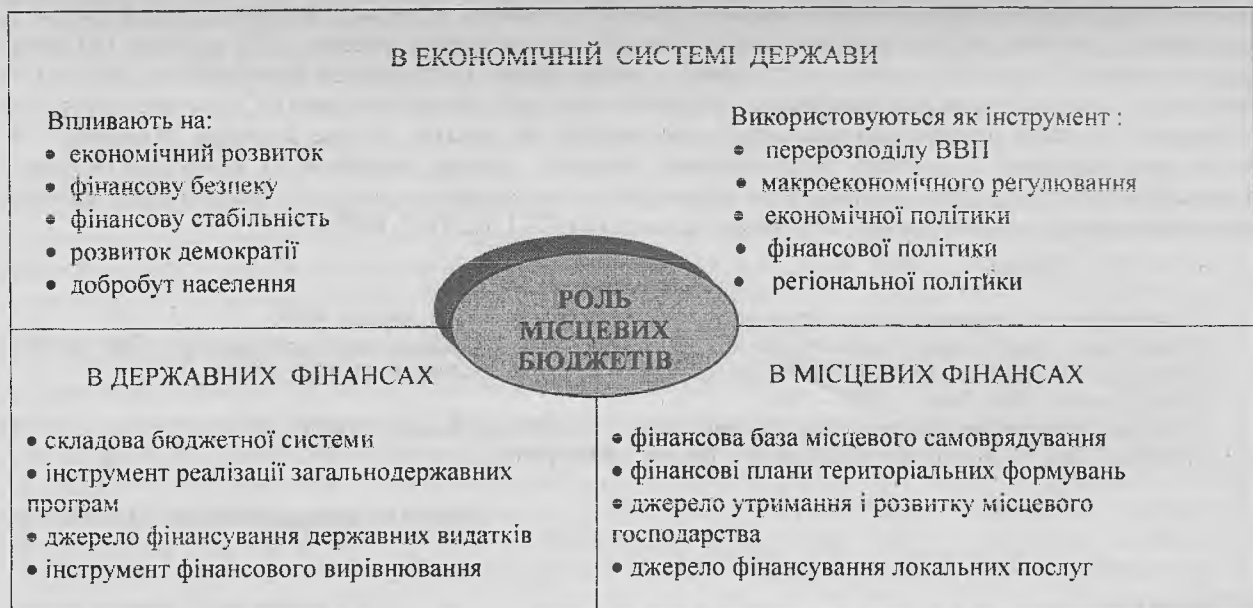 В ЕКОНОМІЧНІЙ СИСТЕМІ ДЕРЖАВИ
Впливають на:
• економічний розвиток
• фінансову безпеку
• фінансову стабільність
• розвиток демократії
• добробут населення
Використовуються як інструмент :
• перерозподілу ВВП
• макроекономічного регулювання
• економічної політики
• фінансової політики
• регіональної політики
РОЛЬ
МІСЦЕВИХ
БЮДЖЕТІВ
В ДЕРЖАВНИХ ФІНАНСАХ
• складова бюджетної системи
• інструмент реалізації загальнодержавних
програм
• джерело фінансування державних видатків
• інструмент фінансового вирівнювання
В МІСЦЕВИХ ФІНАНСАХ
• фінансова база місцевого самоврядування
• фінансові плани територіальних формувань
• джерело утримання і розвитку місцевого
господарства
• джерело фінансування локальних послуг